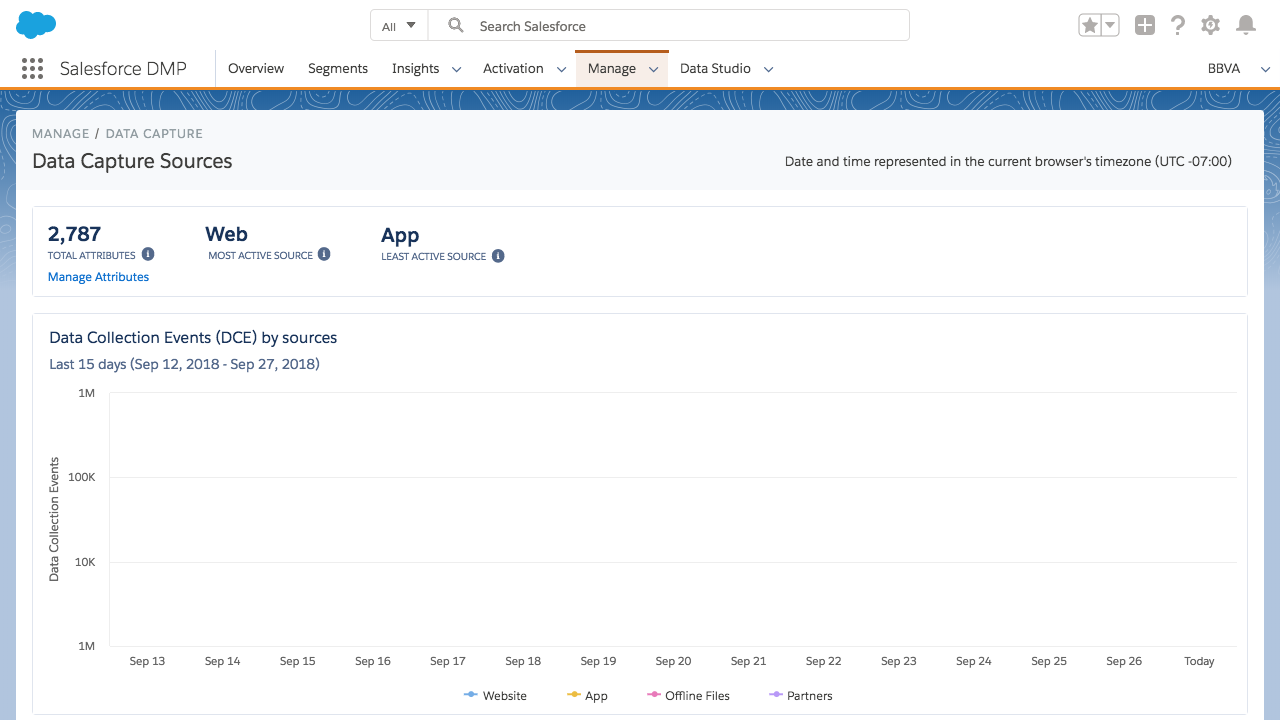 All
Search Salesforce
Salesforce DMP
Overview
Segments
Insights
Activation
Manage
Data Studio
BBVA
MANAGE / DATA CAPTURE
Data Capture Sources
Date and time represented in the current browser's timezone (UTC -07:00)
2,787
TOTAL ATTRIBUTES
Manage Attributes
Web
MOST ACTIVE SOURCE
App
LEAST ACTIVE SOURCE
Data Collection Events (DCE) by sources
Last 15 days (Sep 12, 2018 - Sep 27, 2018)
Data Collection Events
1M
100K
10K
1M
Sep 13
Sep 14
Sep 15
Sep 16
Sep 17
Sep 18
Sep 19
Sep 20
Sep 21
Sep 22
Sep 23
Sep 24
Sep 25
Sep 26
Today
Website
App
Offline Files
Partners